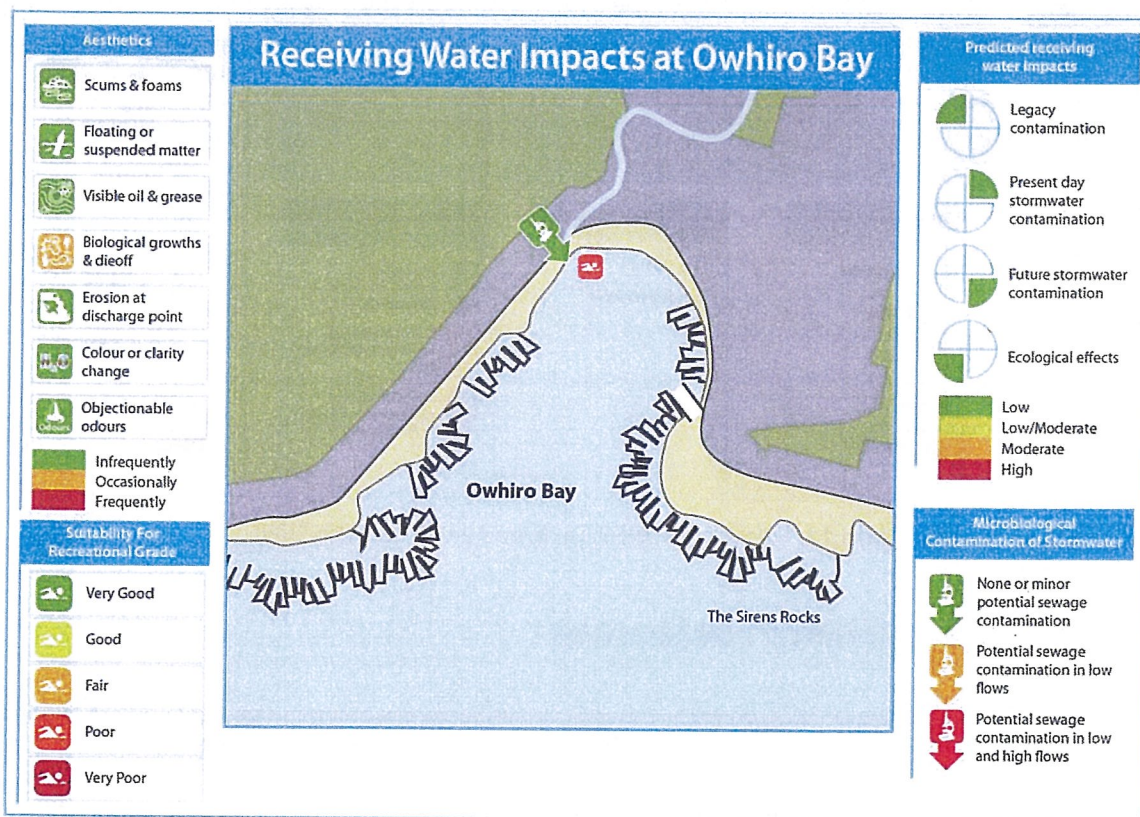 Aesthetics
Scums & foams
Floating or
suspended matter
Visible oil & grease
Biological growths
& dieoff
Erosion at
discharge point
Colour or clarity
change
Odours
Objectionable
odours
Infrequently
Occasionally
Frequently
Suitability For
Recreational Grade
Very Good
Good
Fair
Poor
Very Poor
Receiving Water Impacts at Owhiro Bay
Owhiro Bay
The Sirens Rocks
Predicted receiving
water impacts
Legacy
contamination
Present day
stormwater
contamination
Future stormwater
contamination
Ecological effects
Low
Low/Moderate
Moderate
High
Microbiological
Contamination of Stormwater
None or minor
potential sewage
contamination
Potential sewage
contamination in low
flows
Potential sewage
contamination in low
and high flows